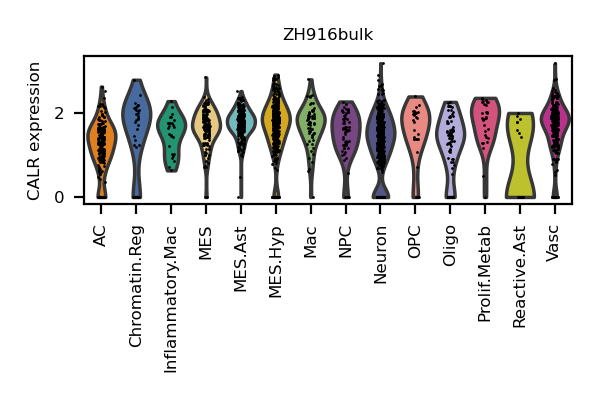 ZH916bulk
CALR expression
2
0
AC
Chromatin.Reg
Inflammatory.Mac
MES
MES.Ast
MES.Hyp
Mac
NPC
Neuron
OPC
Oligo
Prolif.Metab
Reactive.Ast
Vasc